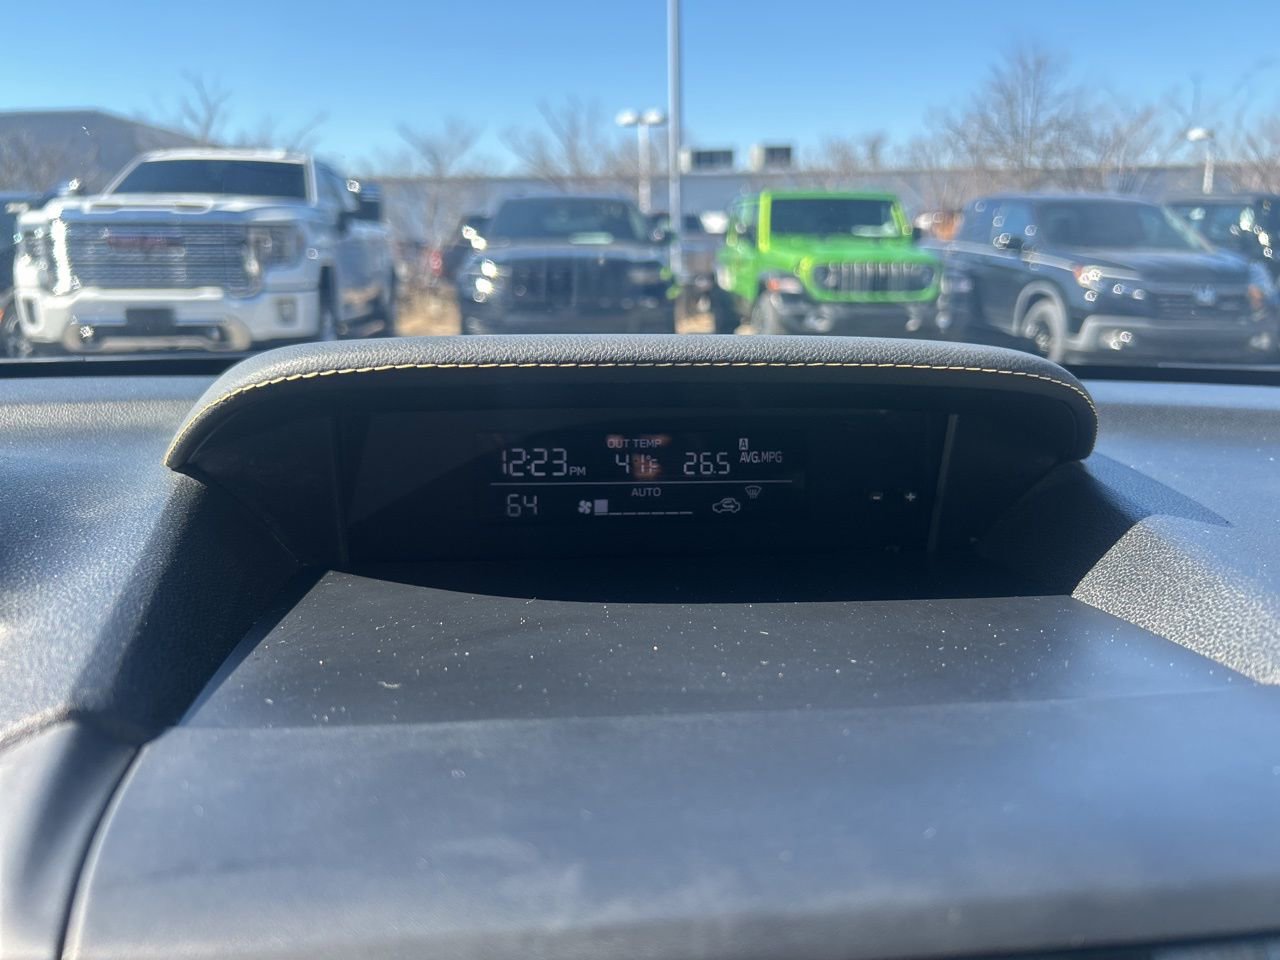 OUT TEMP A
12:23 PM 41°F 26.5 AVG.MPG
AUTO
64
- +